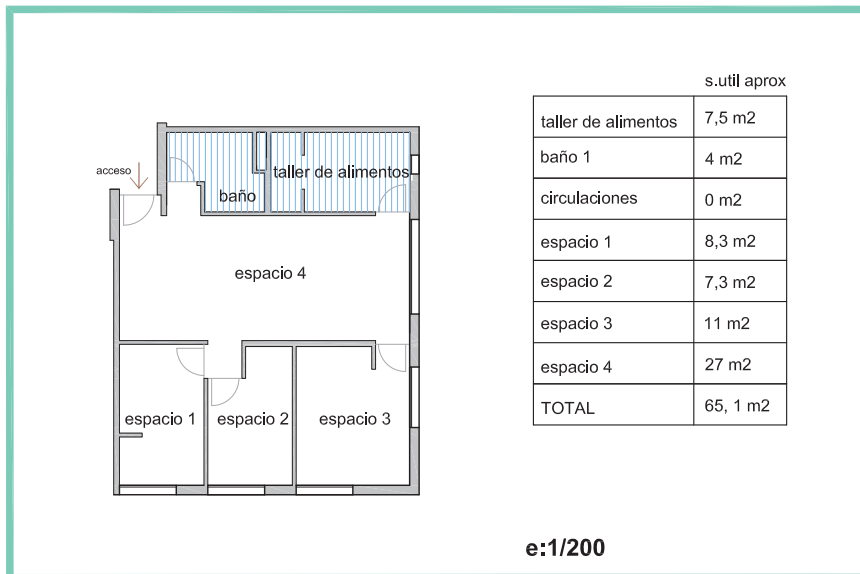 s.util aprox
taller de alimentos 7,5 m2
baño 1 4 m2
circulaciones 0 m2
espacio 1 8,3 m2
espacio 2 7,3 m2
espacio 3 11 m2
espacio 4 27 m2
TOTAL 65, 1 m2
acceso
taller de alimentos
baño
espacio 4
espacio 1
espacio 2
espacio 3
e:1/200